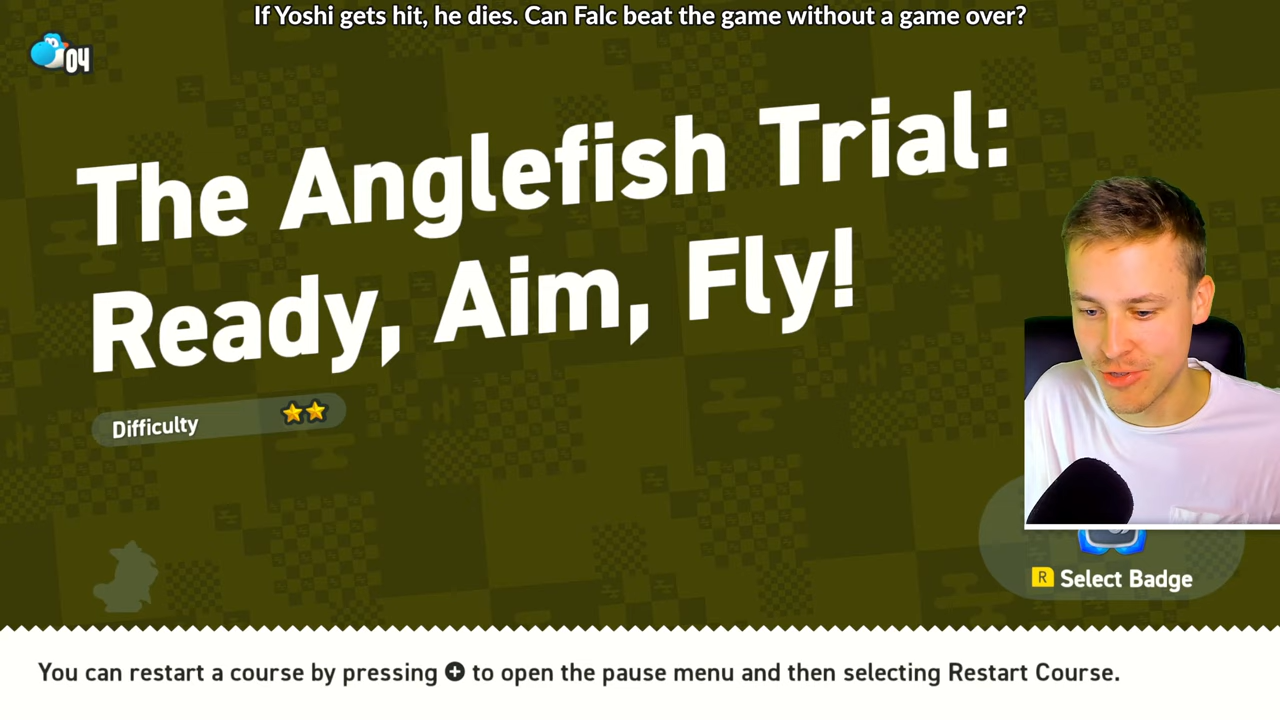 If Yoshi gets hit, he dies. Can Falc beat the game without a game over?
04
The Anglefish Trial:
Ready, Aim, Fly!
Difficulty
R Select Badge
You can restart a course by pressing + to open the pause menu and then selecting Restart Course.